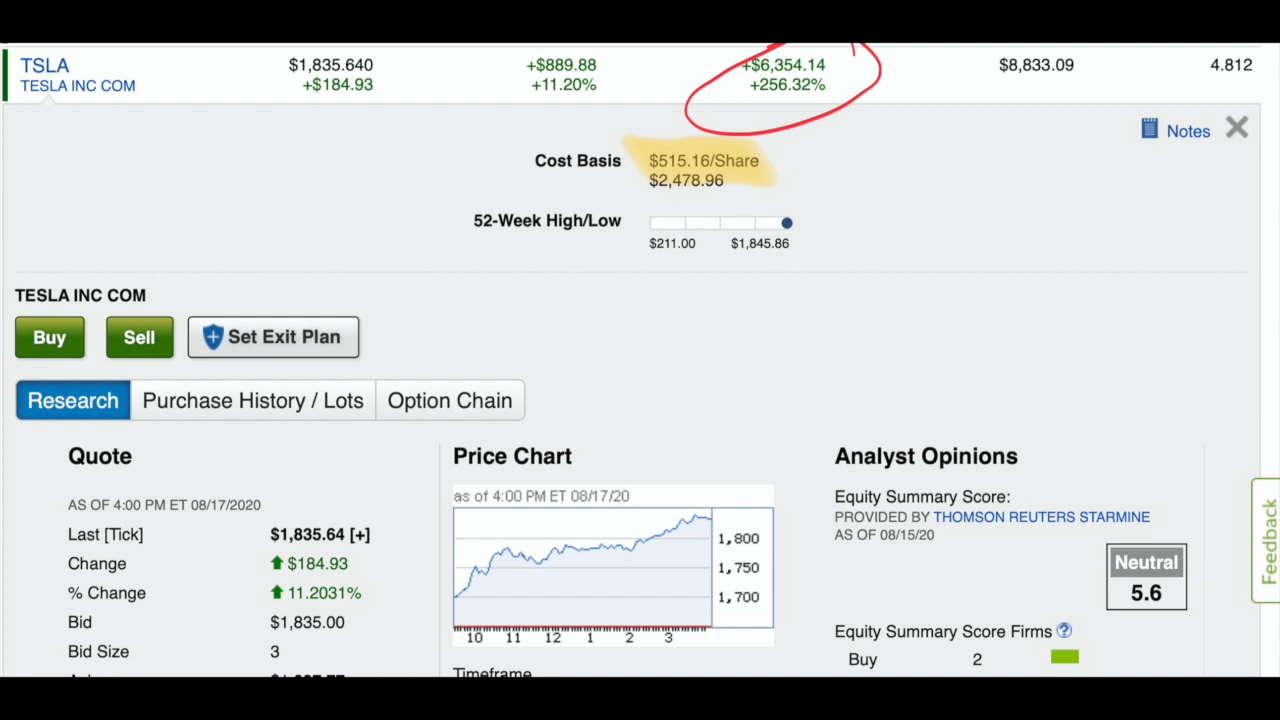 TSLA $1,835.640 +$889.88 +$6,354.14 $8,833.09 4.812
TESLA INC COM +$184.93 +11.20% +256.32%
Notes
Cost Basis $515.16/Share
$2,478.96
52-Week High/Low
$211.00 $1,845.86
TESLA INC COM
Buy Sell Set Exit Plan
Research Purchase History / Lots Option Chain
Quote
AS OF 4:00 PM ET 08/17/2020
Last [Tick] $1,835.64 [+]
Change $184.93
% Change 11.2031%
Bid $1,835.00
Bid Size 3
Price Chart
as of 4:00 PM ET 08/17/20
1,800
1,750
1,700
10 11 12 1 2 3
Timeframe
Analyst Opinions
Equity Summary Score:
PROVIDED BY THOMSON REUTERS STARMINE
AS OF 08/15/20
Neutral
5.6
Equity Summary Score Firms ?
Buy 2
Feedback